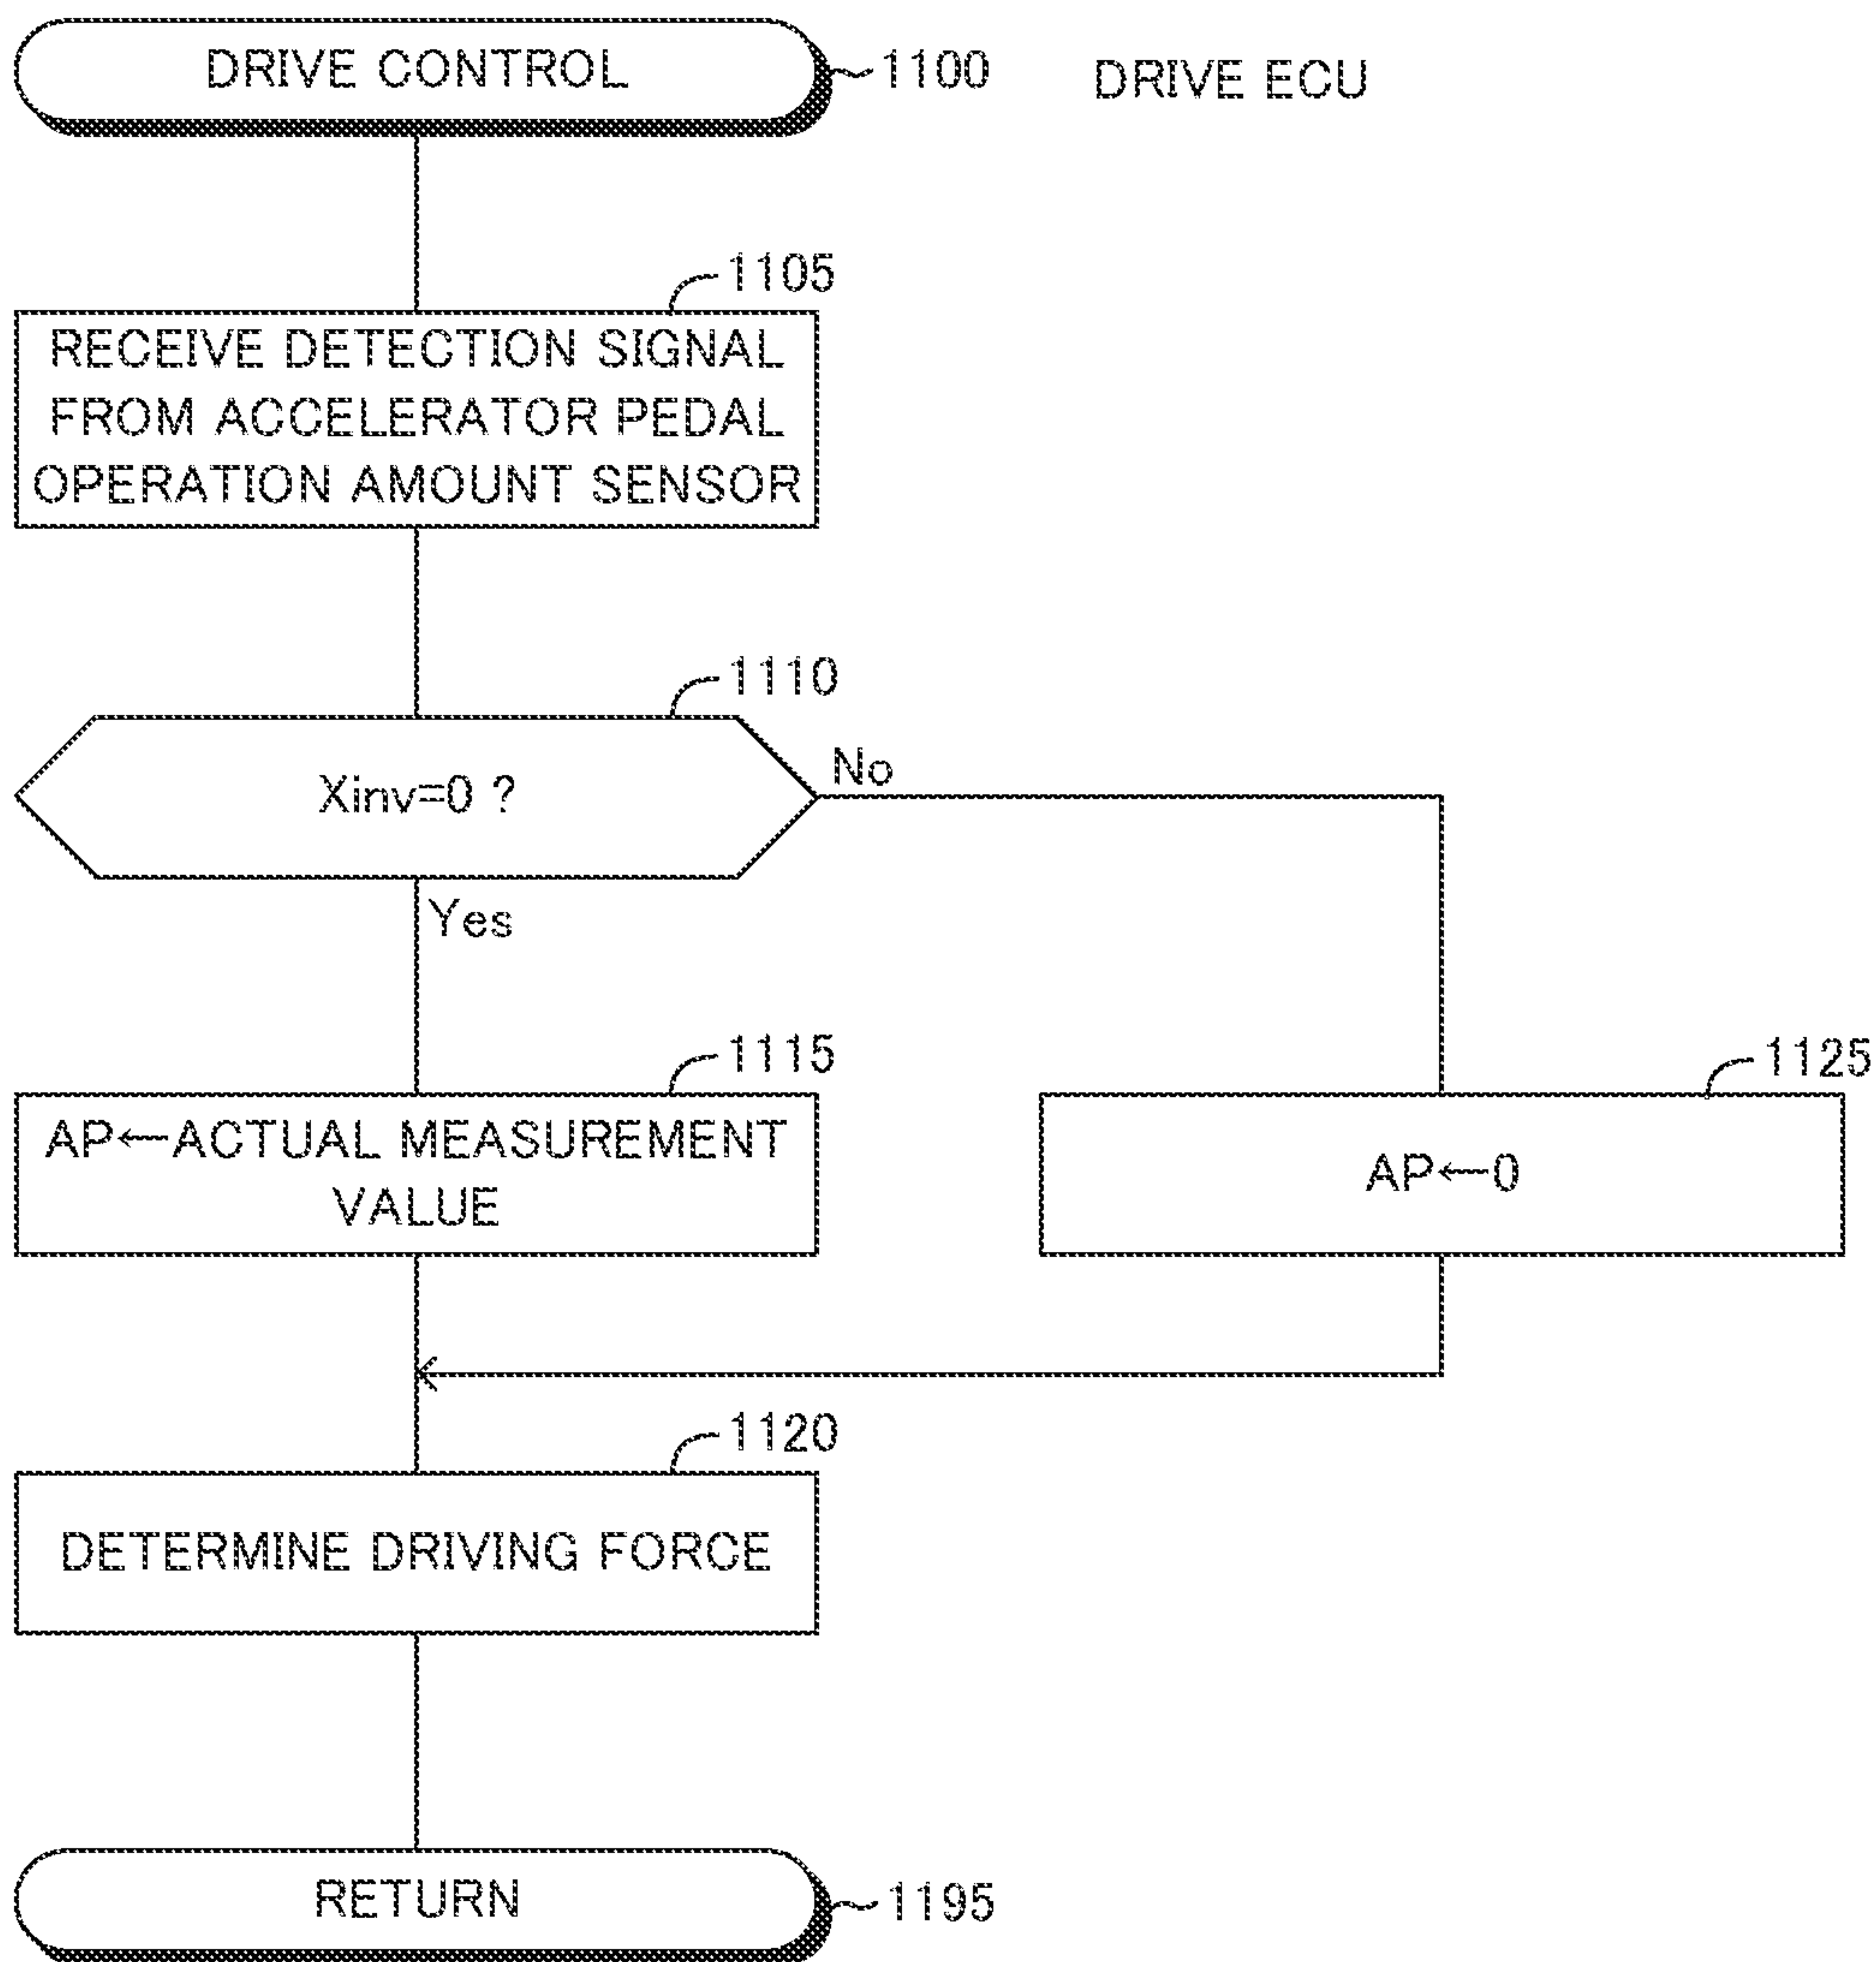 DRIVE CONTROL
1100
DRIVE ECU
1105
RECEIVE DETECTION SIGNAL
FROM ACCELERATOR PEDAL
OPERATION AMOUNT SENSOR
1110
Xinv=0 ?
No
Yes
1115
AP←ACTUAL MEASUREMENT
VALUE
1125
AP←0
1120
DETERMINE DRIVING FORCE
RETURN
1195